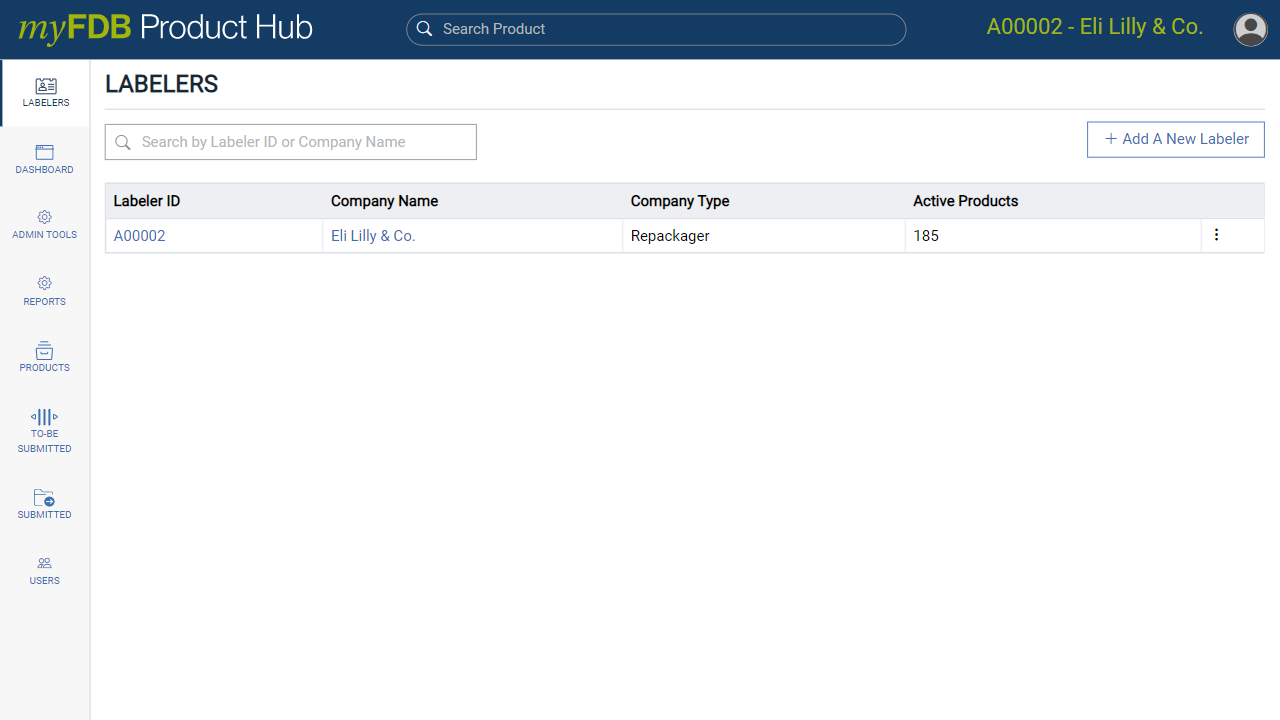 myFDB Product Hub
Search Product
A00002 - Eli Lilly & Co.
LABELERS
DASHBOARD
ADMIN TOOLS
REPORTS
PRODUCTS
TO-BE
SUBMITTED
SUBMITTED
USERS
LABELERS
Search by Labeler ID or Company Name
Add A New Labeler
Labeler ID Company Name Company Type Active Products
A00002 Eli Lilly & Co. Repackager 185